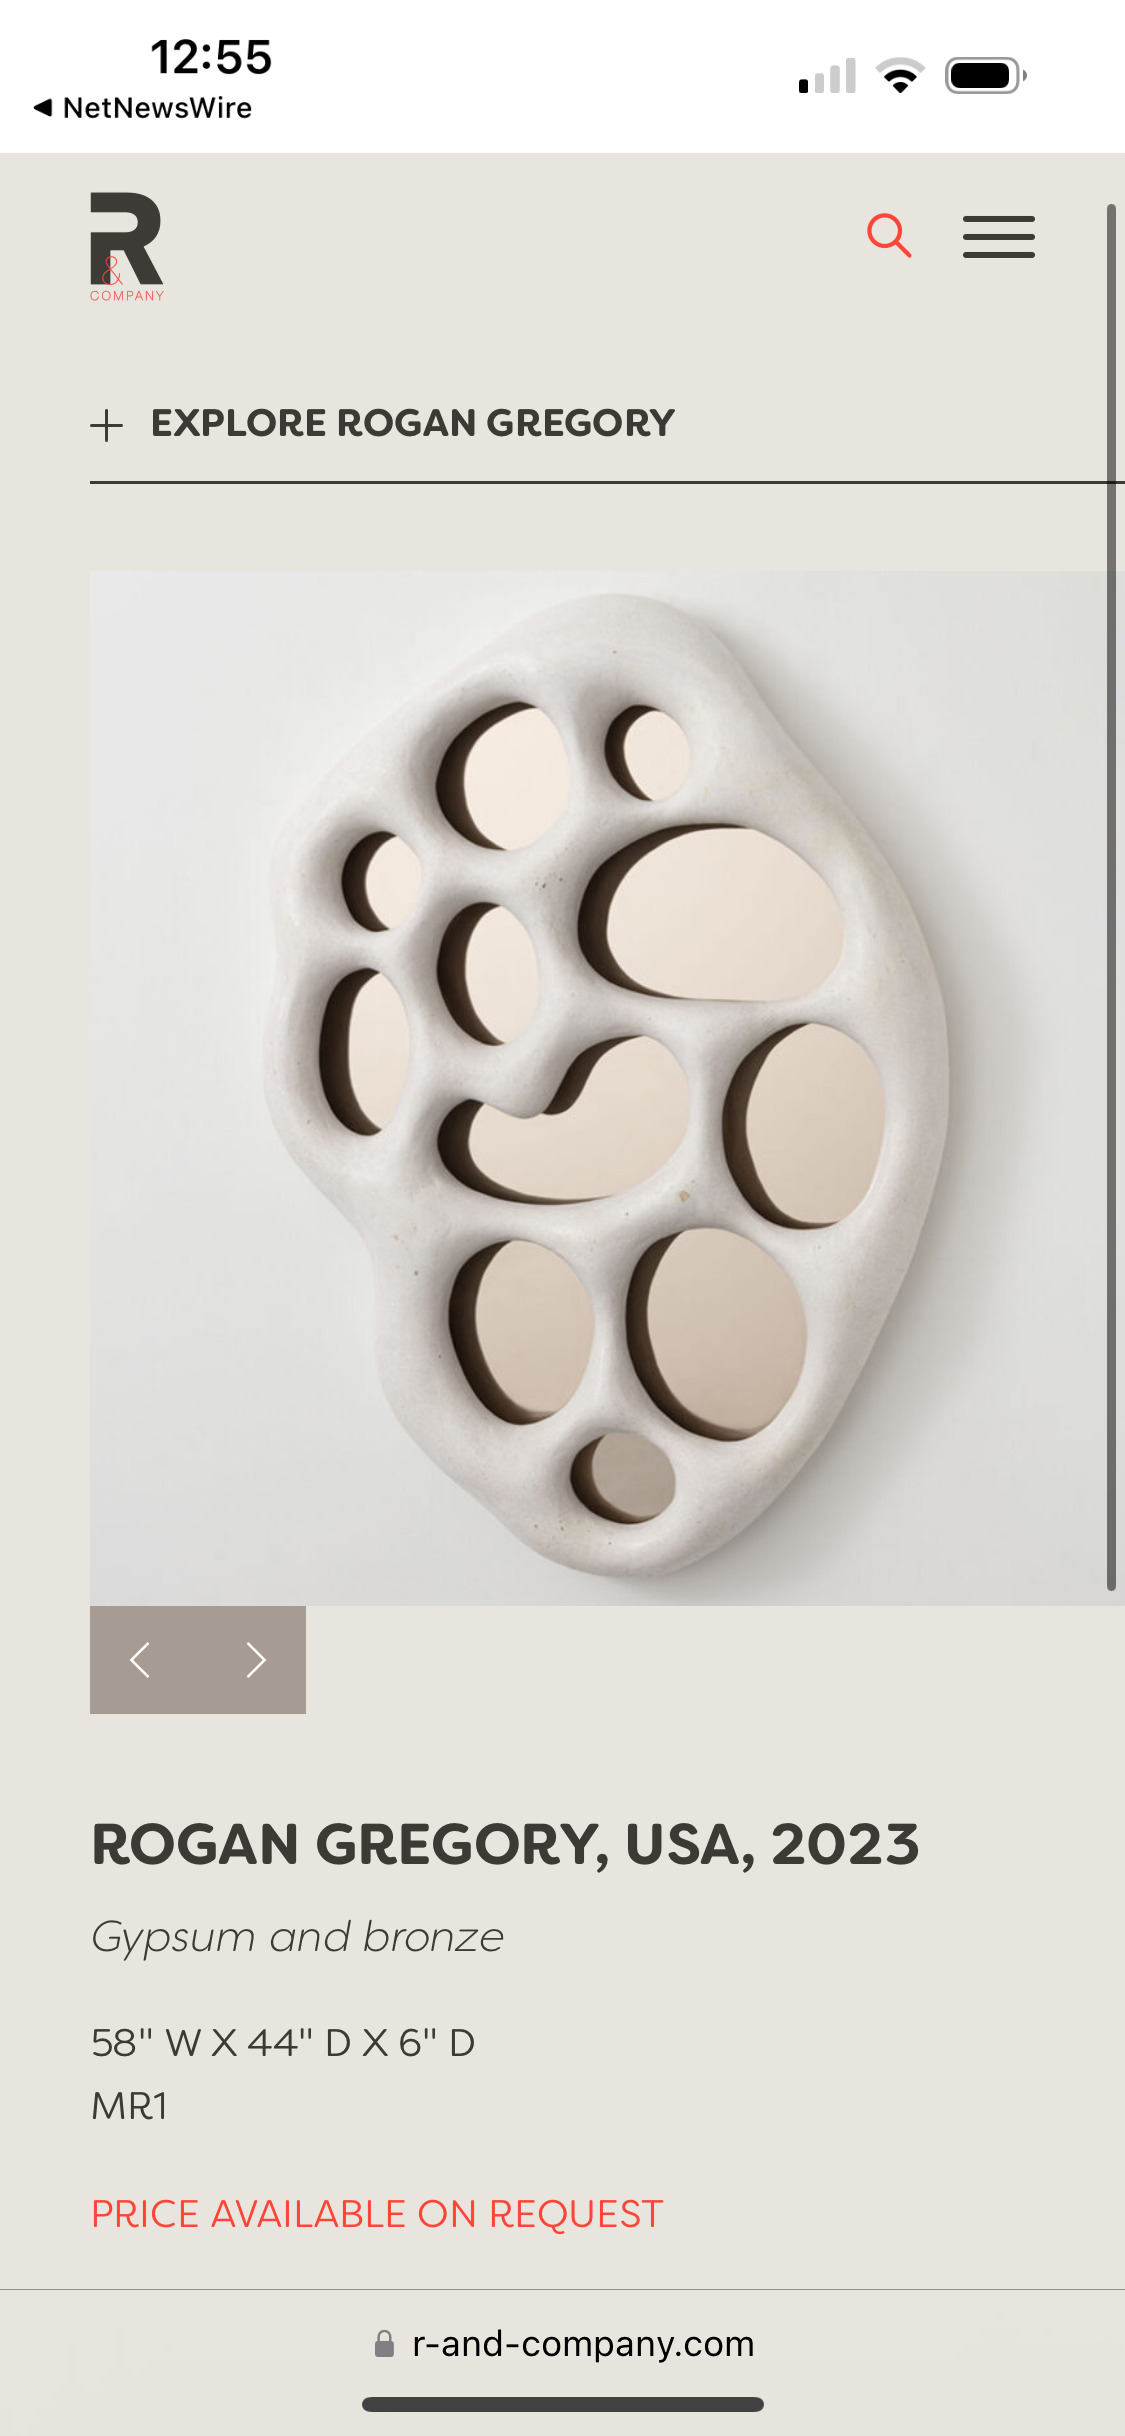 12:55
◀ NetNewsWire
R
&
COMPANY
+ EXPLORE ROGAN GREGORY
ROGAN GREGORY, USA, 2023
Gypsum and bronze
58" W X 44" D X 6" D
MR1
PRICE AVAILABLE ON REQUEST
r-and-company.com